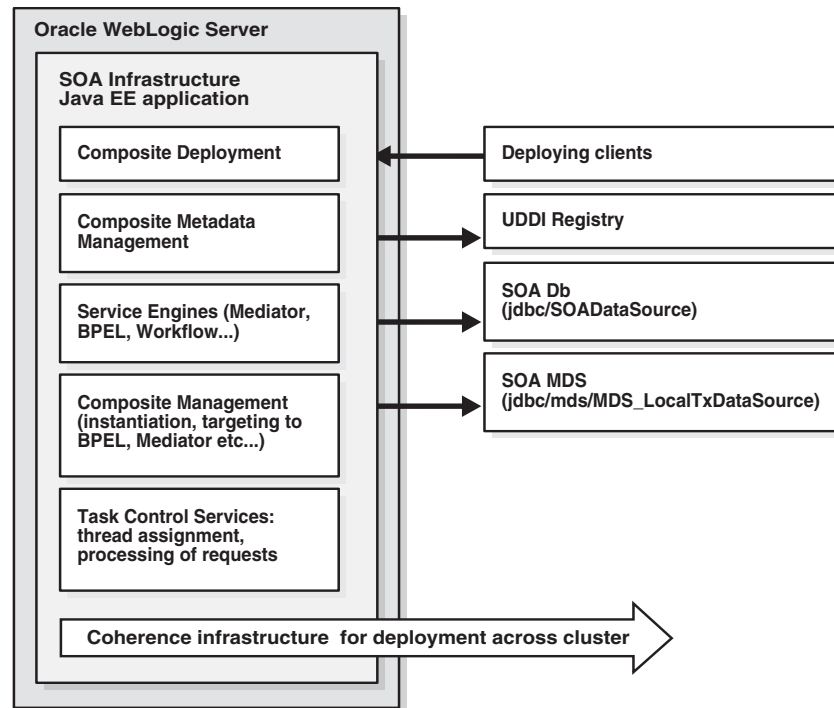 Oracle WebLogic Server
SOA Infrastructure
Java EE application
Composite Deployment
Composite Metadata
Management
Service Engines (Mediator,
BPEL, Workflow...)
Composite Management
(instantiation, targeting to
BPEL, Mediator etc...)
Task Control Services:
thread assignment,
processing of requests
Coherence infrastructure for deployment across cluster
Deploying clients
UDDI Registry
SOA Db
(jdbc/SOADataSource)
SOA MDS
(jdbc/mds/MDS_LocalTxDataSource)